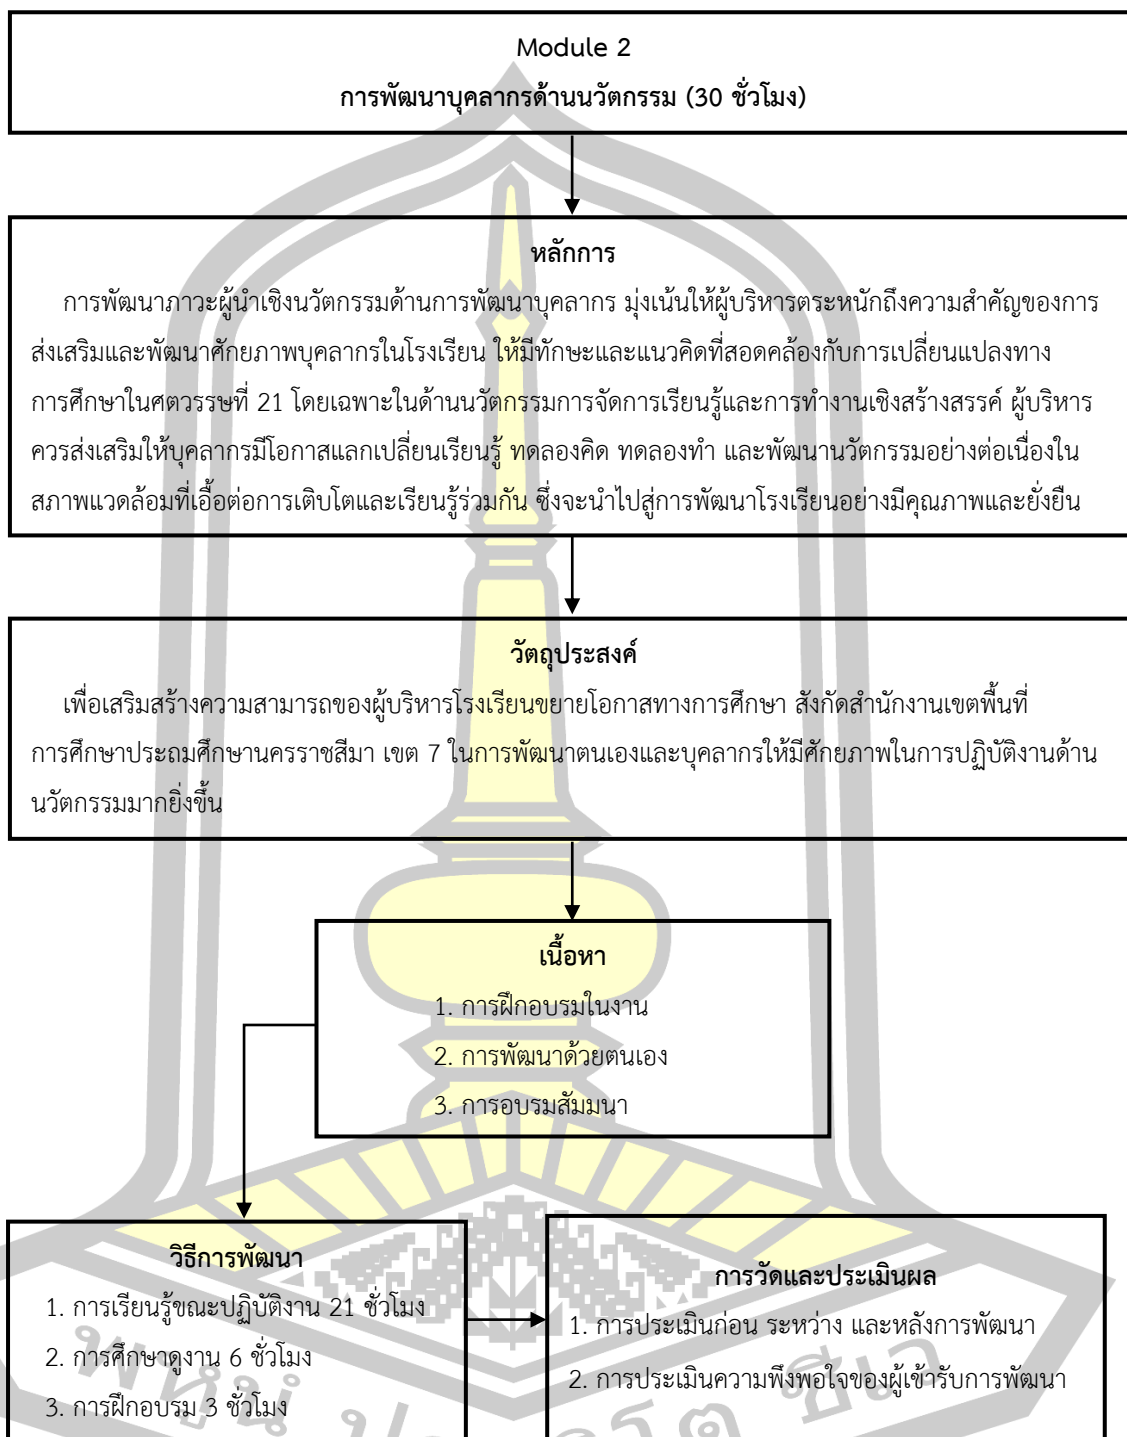 Module 2
การพัฒนาบุคลากรด้านนวัตกรรม (30 ชั่วโมง)
หลักการ
การพัฒนาภาวะผู้นำเชิงนวัตกรรมด้านการพัฒนาบุคลากร มุ่งเน้นให้ผู้บริหารตระหนักถึงความสำคัญของการ
ส่งเสริมและพัฒนาศักยภาพบุคลากรในโรงเรียน ให้มีทักษะและแนวคิดที่สอดคล้องกับการเปลี่ยนแปลงทาง
การศึกษาในศตวรรษที่ 21 โดยเฉพาะในด้านนวัตกรรมการจัดการเรียนรู้และการทำงานเชิงสร้างสรรค์ ผู้บริหาร
ควรส่งเสริมให้บุคลากรมีโอกาสแลกเปลี่ยนเรียนรู้ ทดลองคิด ทดลองทำ และพัฒนานวัตกรรมอย่างต่อเนื่องใน
สภาพแวดล้อมที่เอื้อต่อการเติบโตและเรียนรู้ร่วมกัน ซึ่งจะนำไปสู่การพัฒนาโรงเรียนอย่างมีคุณภาพและยั่งยืน
วัตถุประสงค์
เพื่อเสริมสร้างความสามารถของผู้บริหารโรงเรียนขยายโอกาสทางการศึกษา สังกัดสำนักงานเขตพื้นที่
การศึกษาประถมศึกษานครราชสีมา เขต 7 ในการพัฒนาตนเองและบุคลากรให้มีศักยภาพในการปฏิบัติงานด้าน
นวัตกรรมมากยิ่งขึ้น
เนื้อหา
1. การฝึกอบรมในงาน
2. การพัฒนาด้วยตนเอง
3. การอบรมสัมมนา
วิธีการพัฒนา
1. การเรียนรู้ขณะปฏิบัติงาน 21 ชั่วโมง
2. การศึกษาดูงาน 6 ชั่วโมง
3. การฝึกอบรม 3 ชั่วโมง
การวัดและประเมินผล
1. การประเมินก่อน ระหว่าง และหลังการพัฒนา
2. การประเมินความพึงพอใจของผู้เข้ารับการพัฒนา
พหุนํ
ชีเว